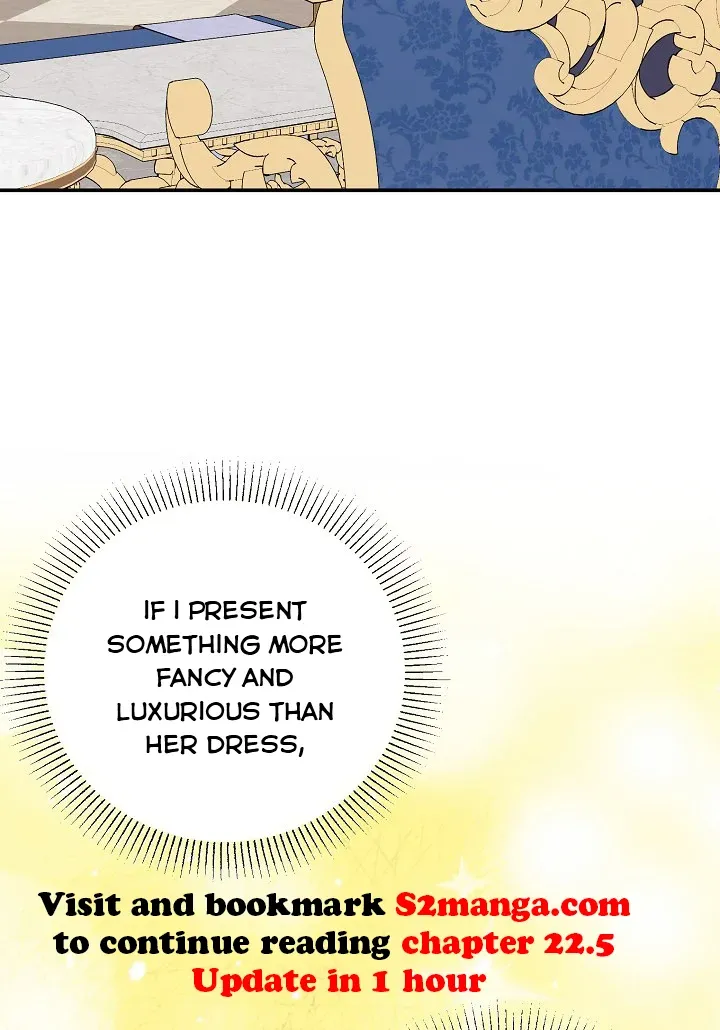 IF I PRESENT
SOMETHING MORE
FANCY AND
LUXURIOUS THAN
HER DRESS,
Visit and bookmark S2manga.com
to continue reading chapter 22.5
Update in 1 hour